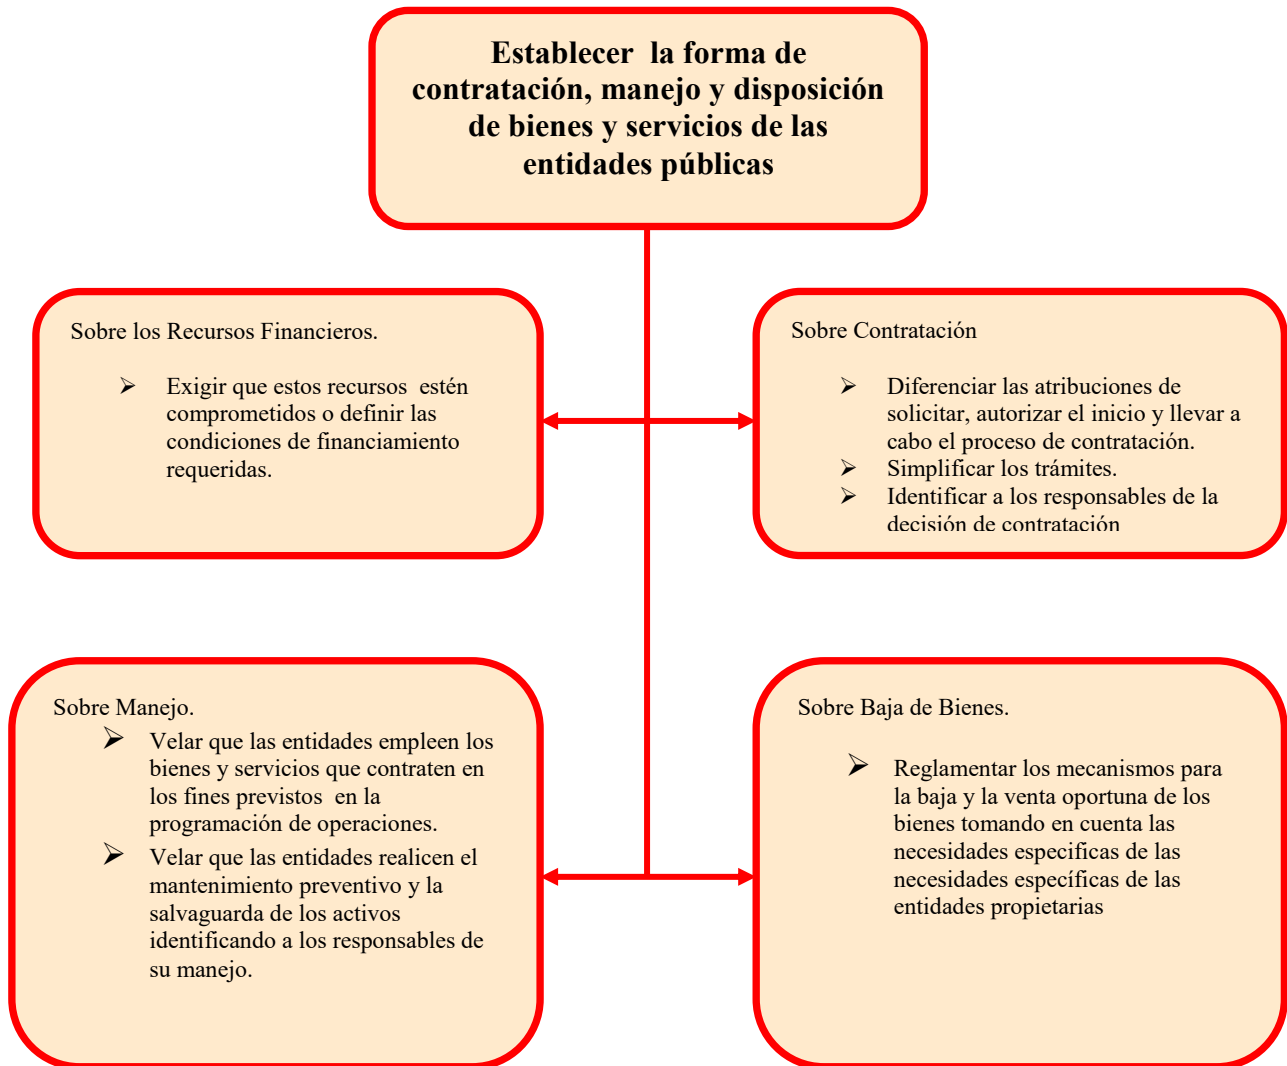 Establecer  la forma de
contratación, manejo y disposición
de bienes y servicios de las
entidades públicas
Sobre los Recursos Financieros.
➢ Exigir que estos recursos  estén
comprometidos o definir las
condiciones de financiamiento
requeridas.
Sobre Contratación
➢ Diferenciar las atribuciones de
solicitar, autorizar el inicio y llevar a
cabo el proceso de contratación.
➢ Simplificar los trámites.
➢ Identificar a los responsables de la
decisión de contratación
Sobre Manejo.
➢ Velar que las entidades empleen los
bienes y servicios que contraten en
los fines previstos  en la
programación de operaciones.
➢ Velar que las entidades realicen el
mantenimiento preventivo y la
salvaguarda de los activos
identificando a los responsables de
su manejo.
Sobre Baja de Bienes.
➢ Reglamentar los mecanismos para
la baja y la venta oportuna de los
bienes tomando en cuenta las
necesidades especificas de las
necesidades específicas de las
entidades propietarias